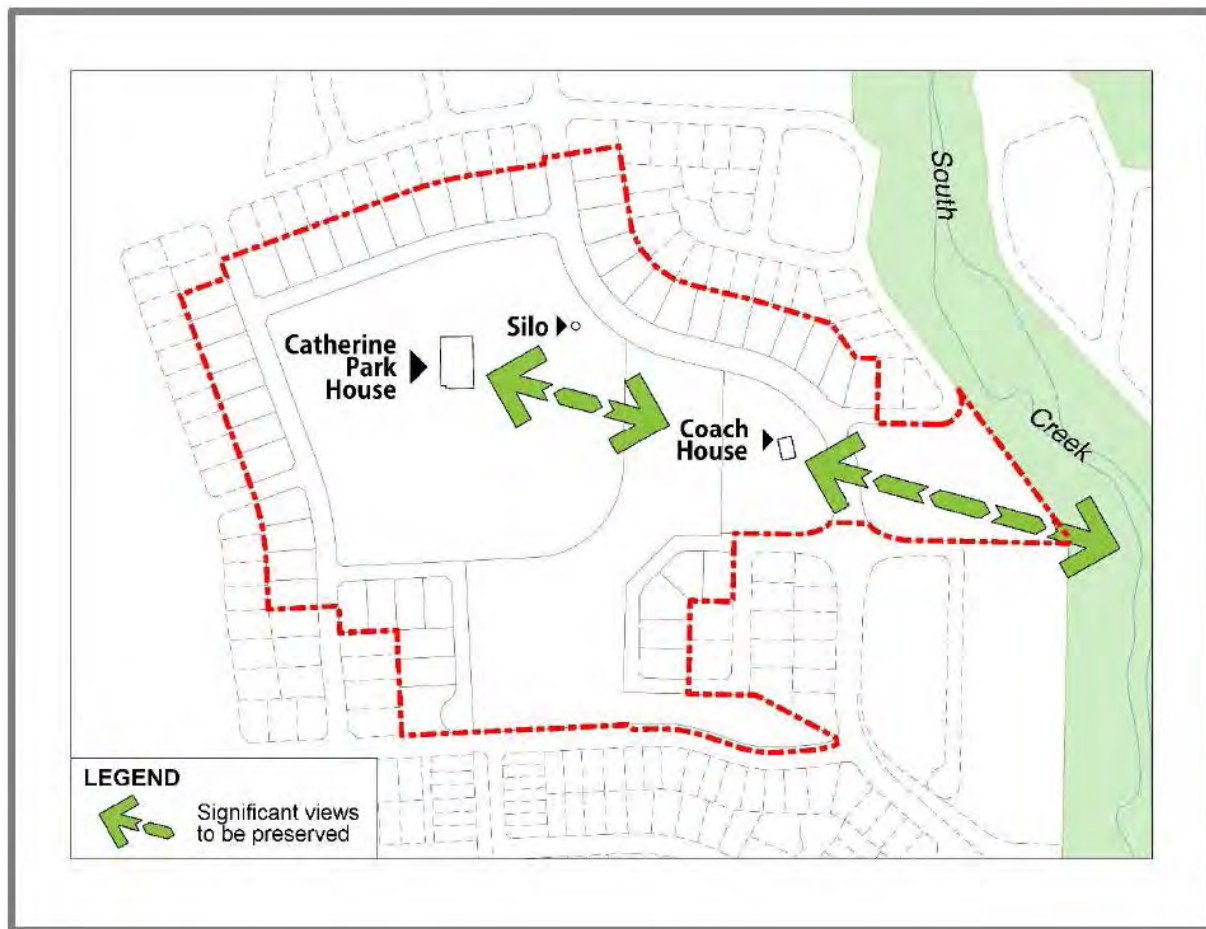 South
Creek
Silo
Catherine
Park
House
Coach
House
LEGEND
Significant views
to be preserved